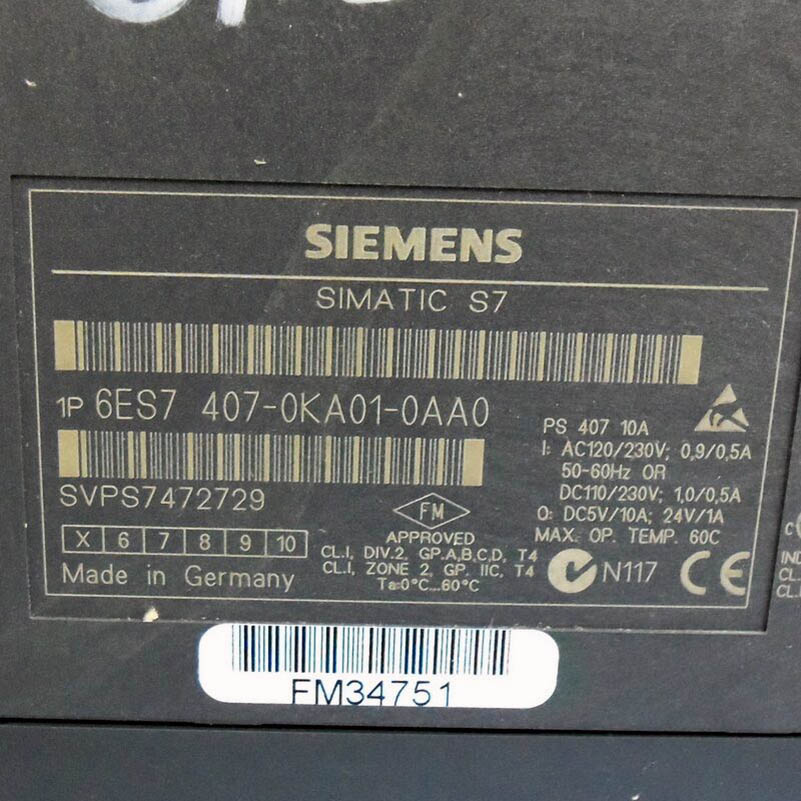 SIEMENS
SIMATIC S7
1P 6ES7 407-0KA01-0AA0
SVPS7472729
X 6 7 8 9 10
Made in Germany
FM
APPROVED
CL.I, DIV.2, GP.A,B,C,D, T4
CL.I, ZONE 2, GP. IIC, T4
Ta:0°C...60°C
PS 407 10A
I: AC120/230V; 0,9/0,5A
50-60Hz OR
DC110/230V; 1,0/0,5A
O: DC5V/10A; 24V/1A
MAX. OP. TEMP. 60C
N117 CE
FM34751